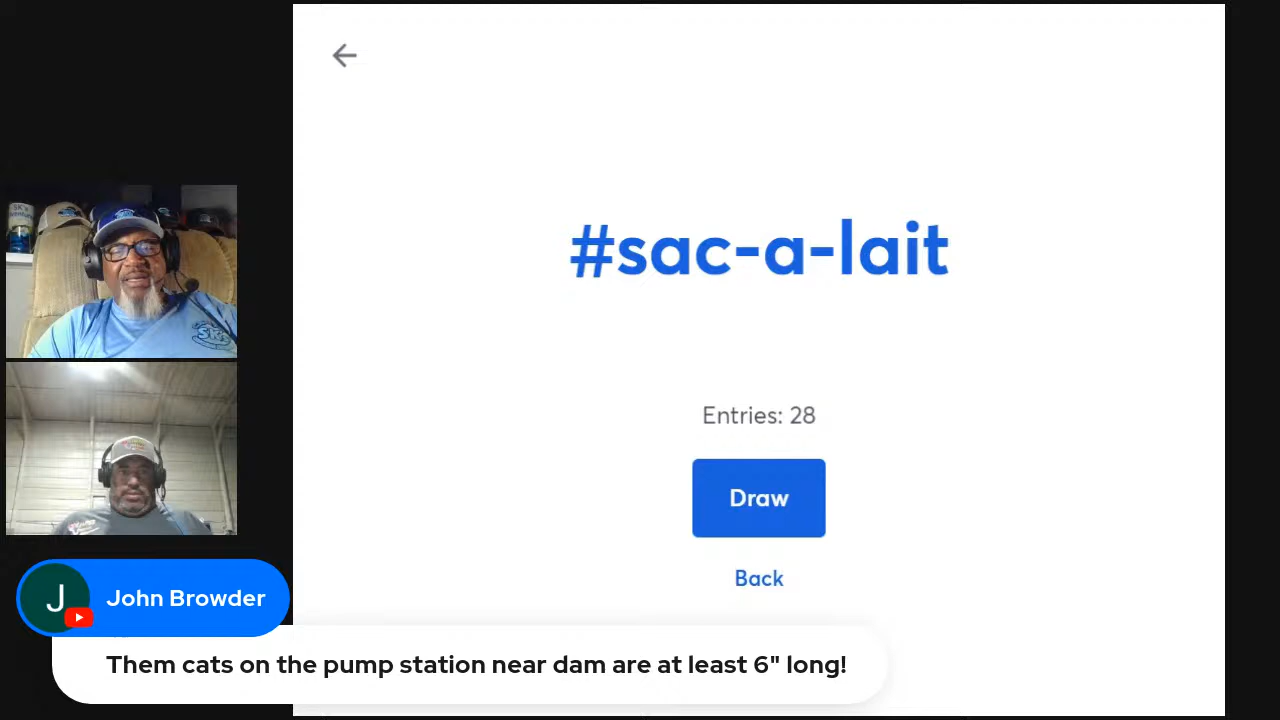 #sac-a-lait
Entries: 28
Draw
Back
J
John Browder
Them cats on the pump station near dam are at least 6" long!